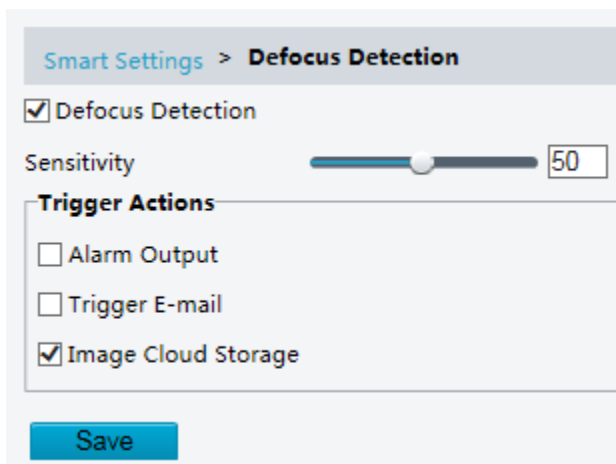 Smart Settings > Defocus Detection
Defocus Detection
Sensitivity 50
Trigger Actions
Alarm Output
Trigger E-mail
Image Cloud Storage
Save